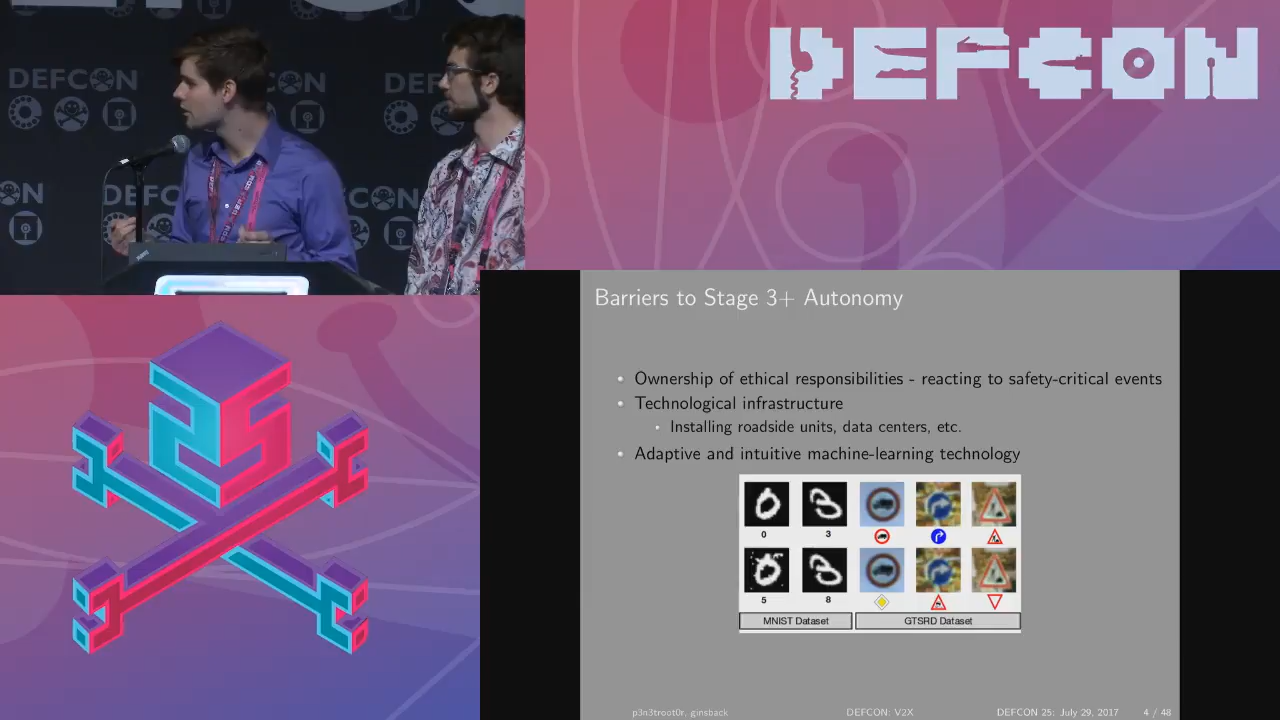 DEFCON
DEFCON
DEFCON
Barriers to Stage 3+ Autonomy
Ownership of ethical responsibilities - reacting to safety-critical events
Technological infrastructure
Installing roadside units, data centers, etc.
Adaptive and intuitive machine-learning technology
0 3
5 8
MNIST Dataset GTSRD Dataset
p3n3troot0r, ginsback DEFCON: V2X DEFCON 25: July 29, 2017 4 / 48